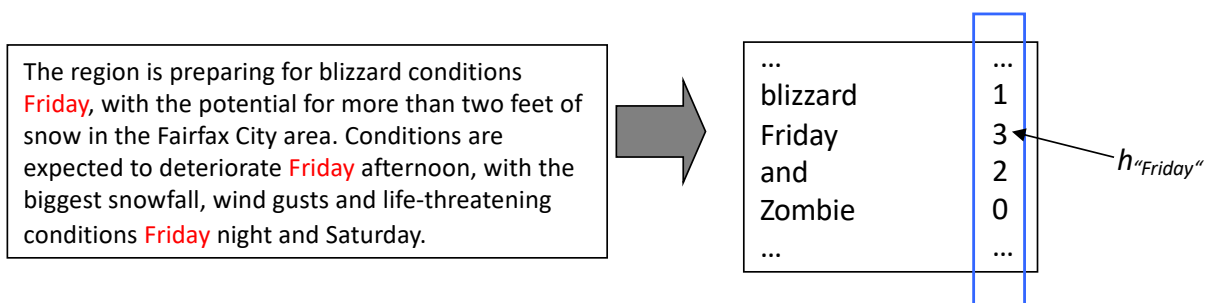 The region is preparing for blizzard conditions
Friday, with the potential for more than two feet of
snow in the Fairfax City area. Conditions are
expected to deteriorate Friday afternoon, with the
biggest snowfall, wind gusts and life-threatening
conditions Friday night and Saturday.
... ...
blizzard 1
Friday 3
and 2
Zombie 0
... ...
h“Friday“